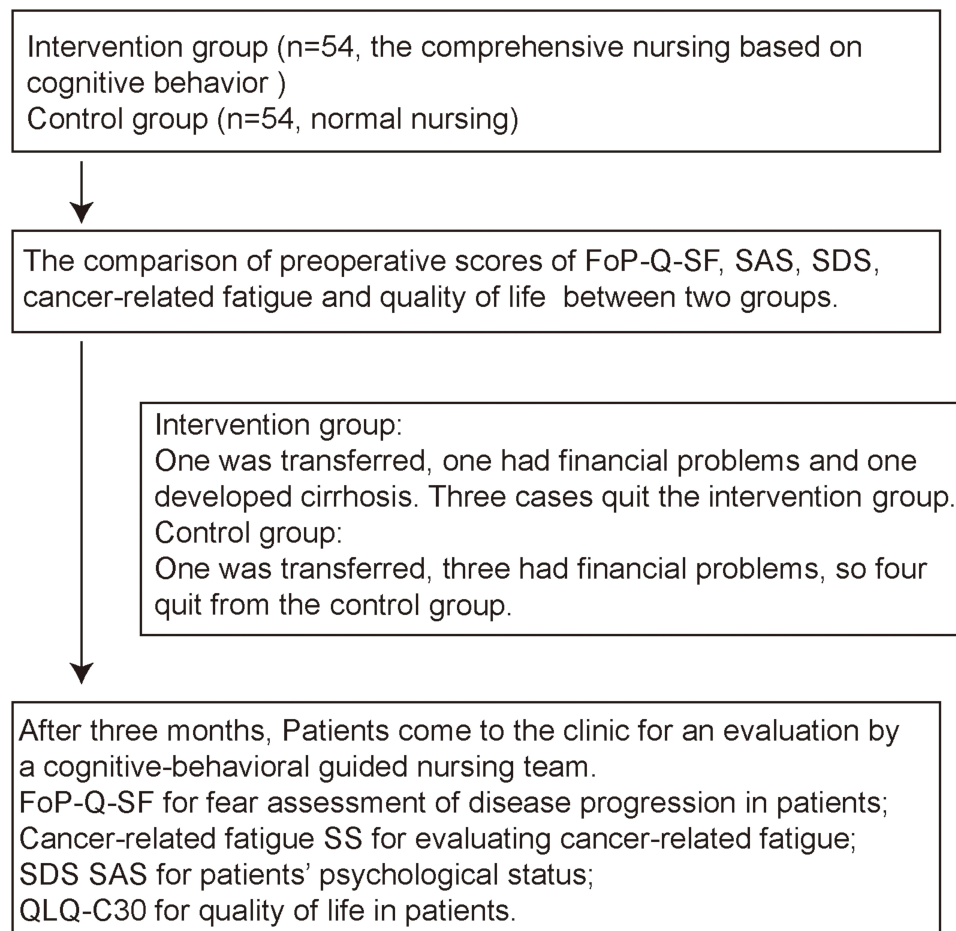 Intervention group (n=54, the comprehensive nursing based on
cognitive behavior )
Control group (n=54, normal nursing)
The comparison of preoperative scores of FoP-Q-SF, SAS, SDS,
cancer-related fatigue and quality of life  between two groups.
Intervention group:
One was transferred, one had financial problems and one
developed cirrhosis. Three cases quit the intervention group.
Control group:
One was transferred, three had financial problems, so four
quit from the control group.
After three months, Patients come to the clinic for an evaluation by
a cognitive-behavioral guided nursing team.
FoP-Q-SF for fear assessment of disease progression in patients;
Cancer-related fatigue SS for evaluating cancer-related fatigue;
SDS SAS for patients’ psychological status;
QLQ-C30 for quality of life in patients.